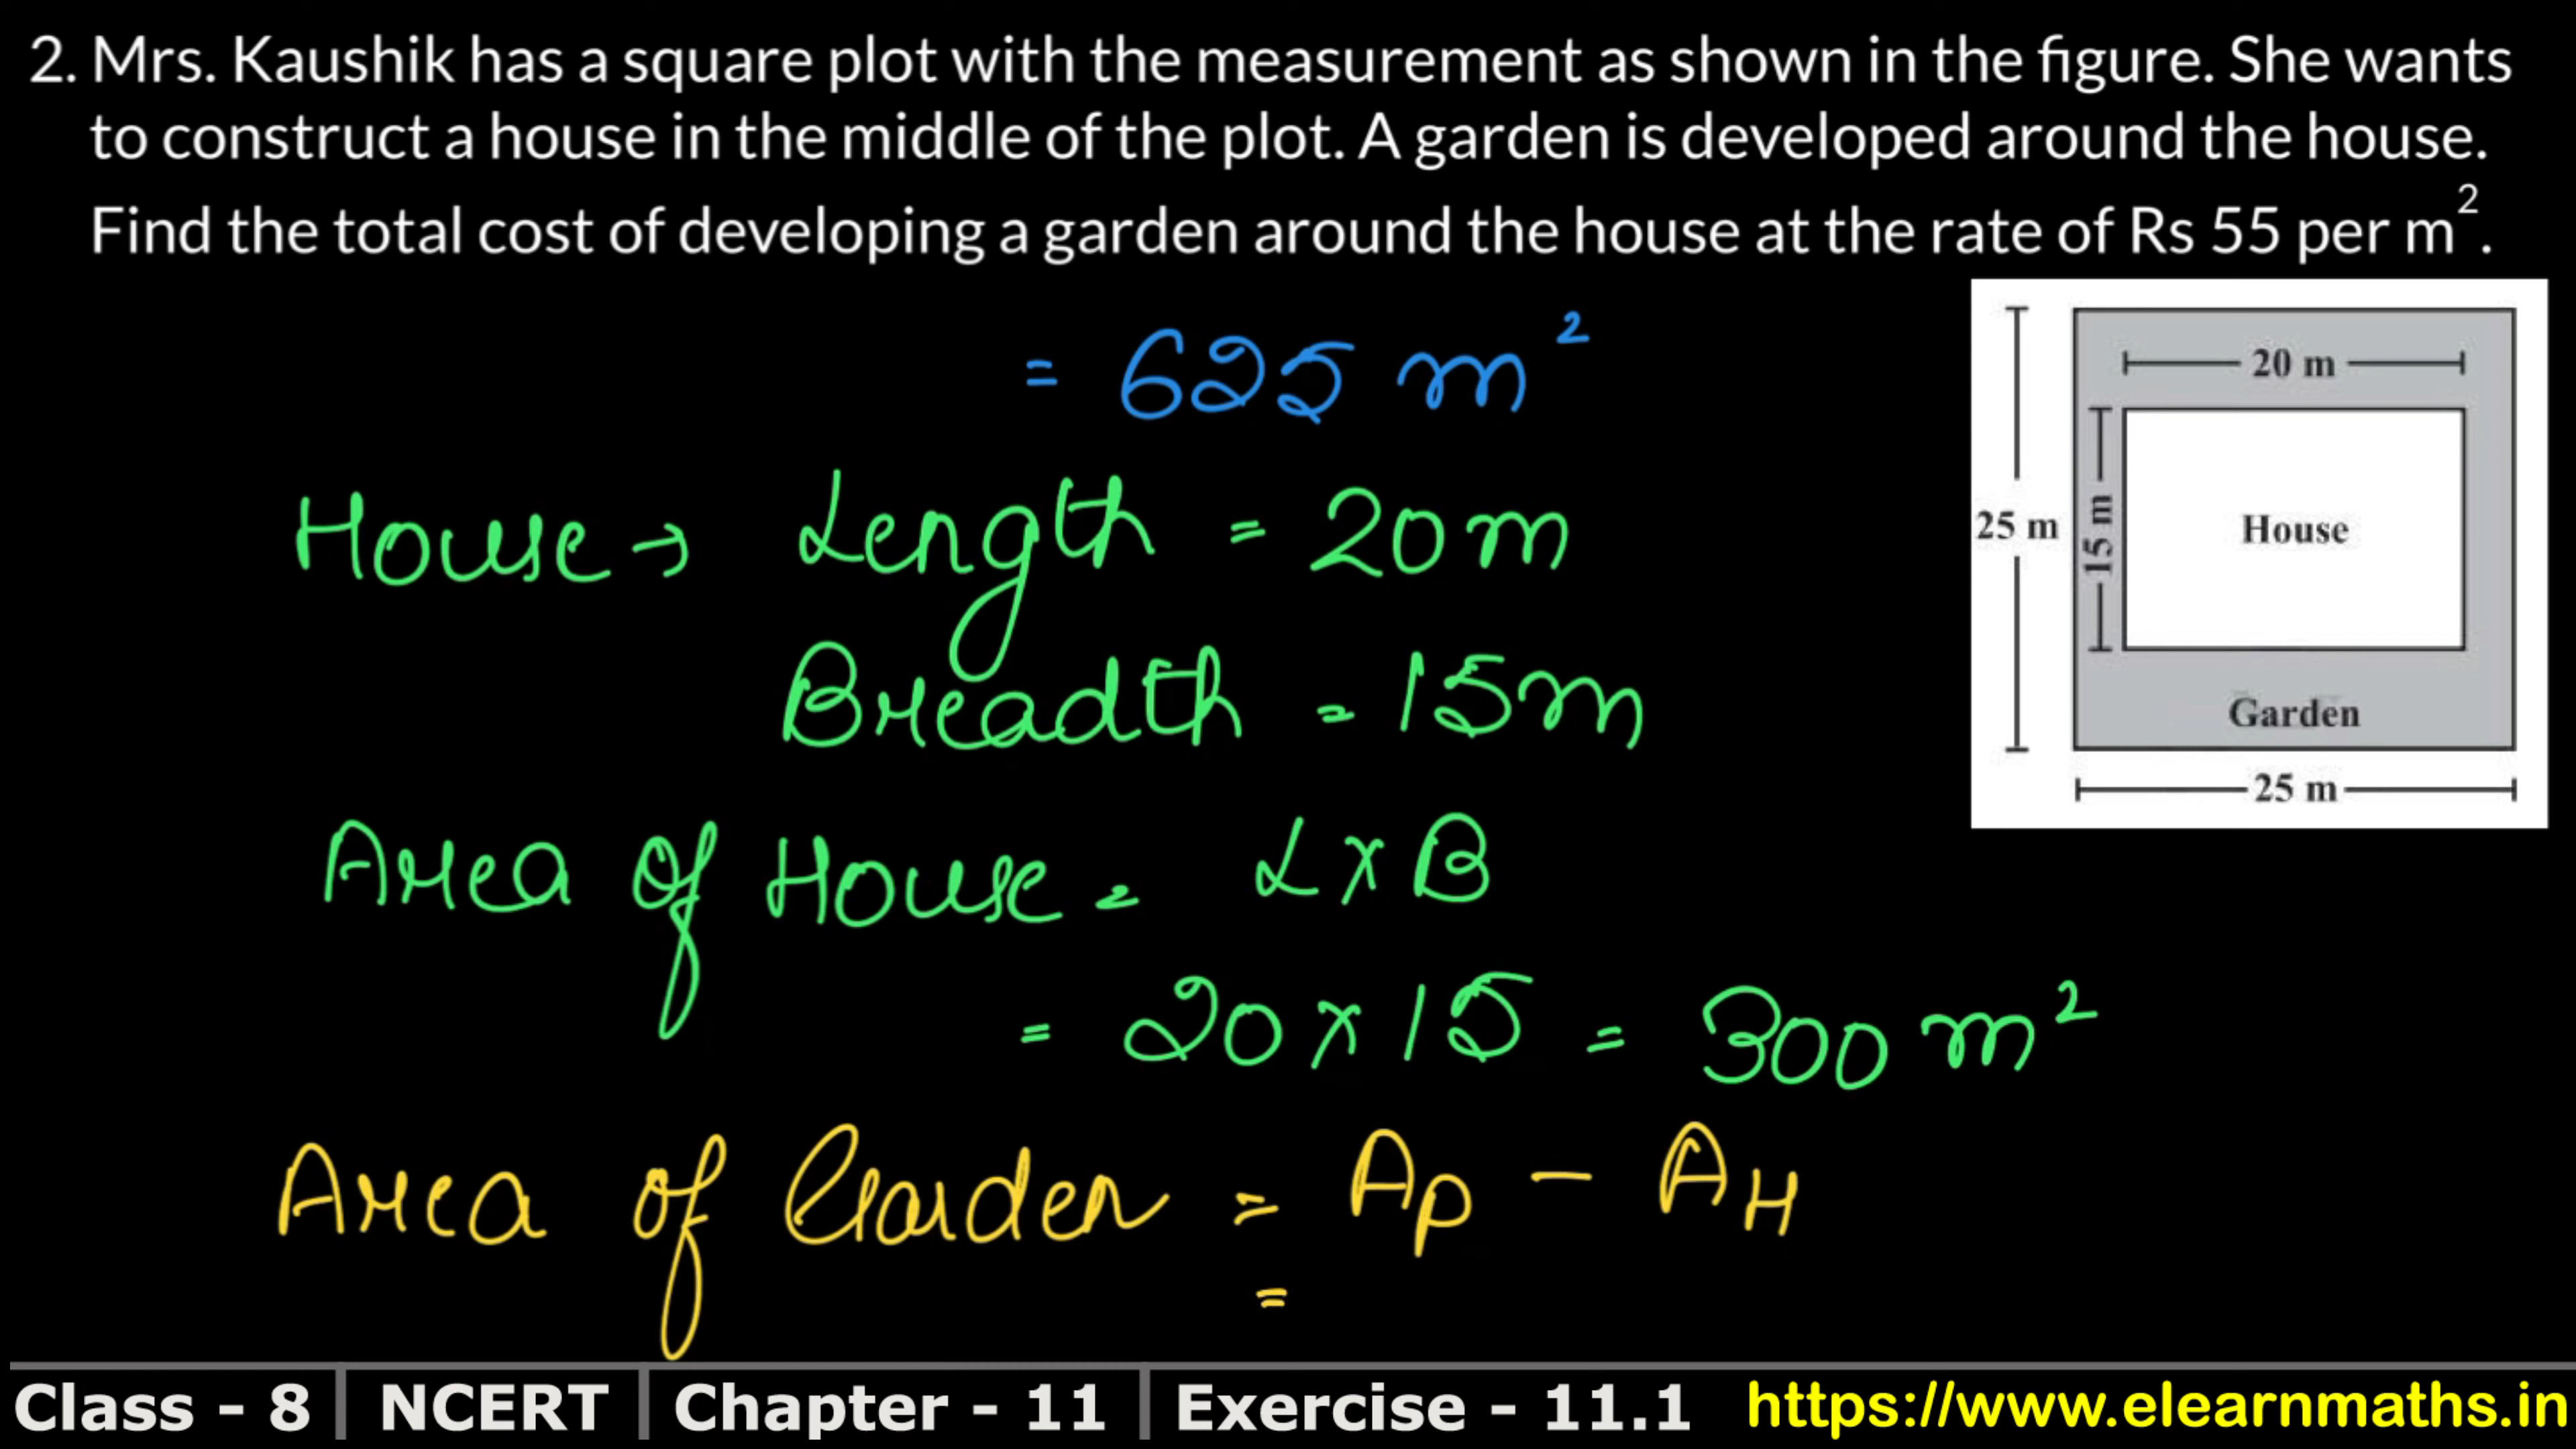 2. Mrs. Kaushik has a square plot with the measurement as shown in the figure. She wants
to construct a house in the middle of the plot. A garden is developed around the house.
Find the total cost of developing a garden around the house at the rate of Rs 55 per m².
= 625 m²
House → Length = 20m
Breadth = 15m
Area of House = L × B
= 20 × 15 = 300 m²
Area of Garden = Aₚ - A_H
=
20 m
15 m
25 m
House
Garden
25 m
Class - 8 | NCERT | Chapter - 11 | Exercise - 11.1 https://www.elearnmaths.in